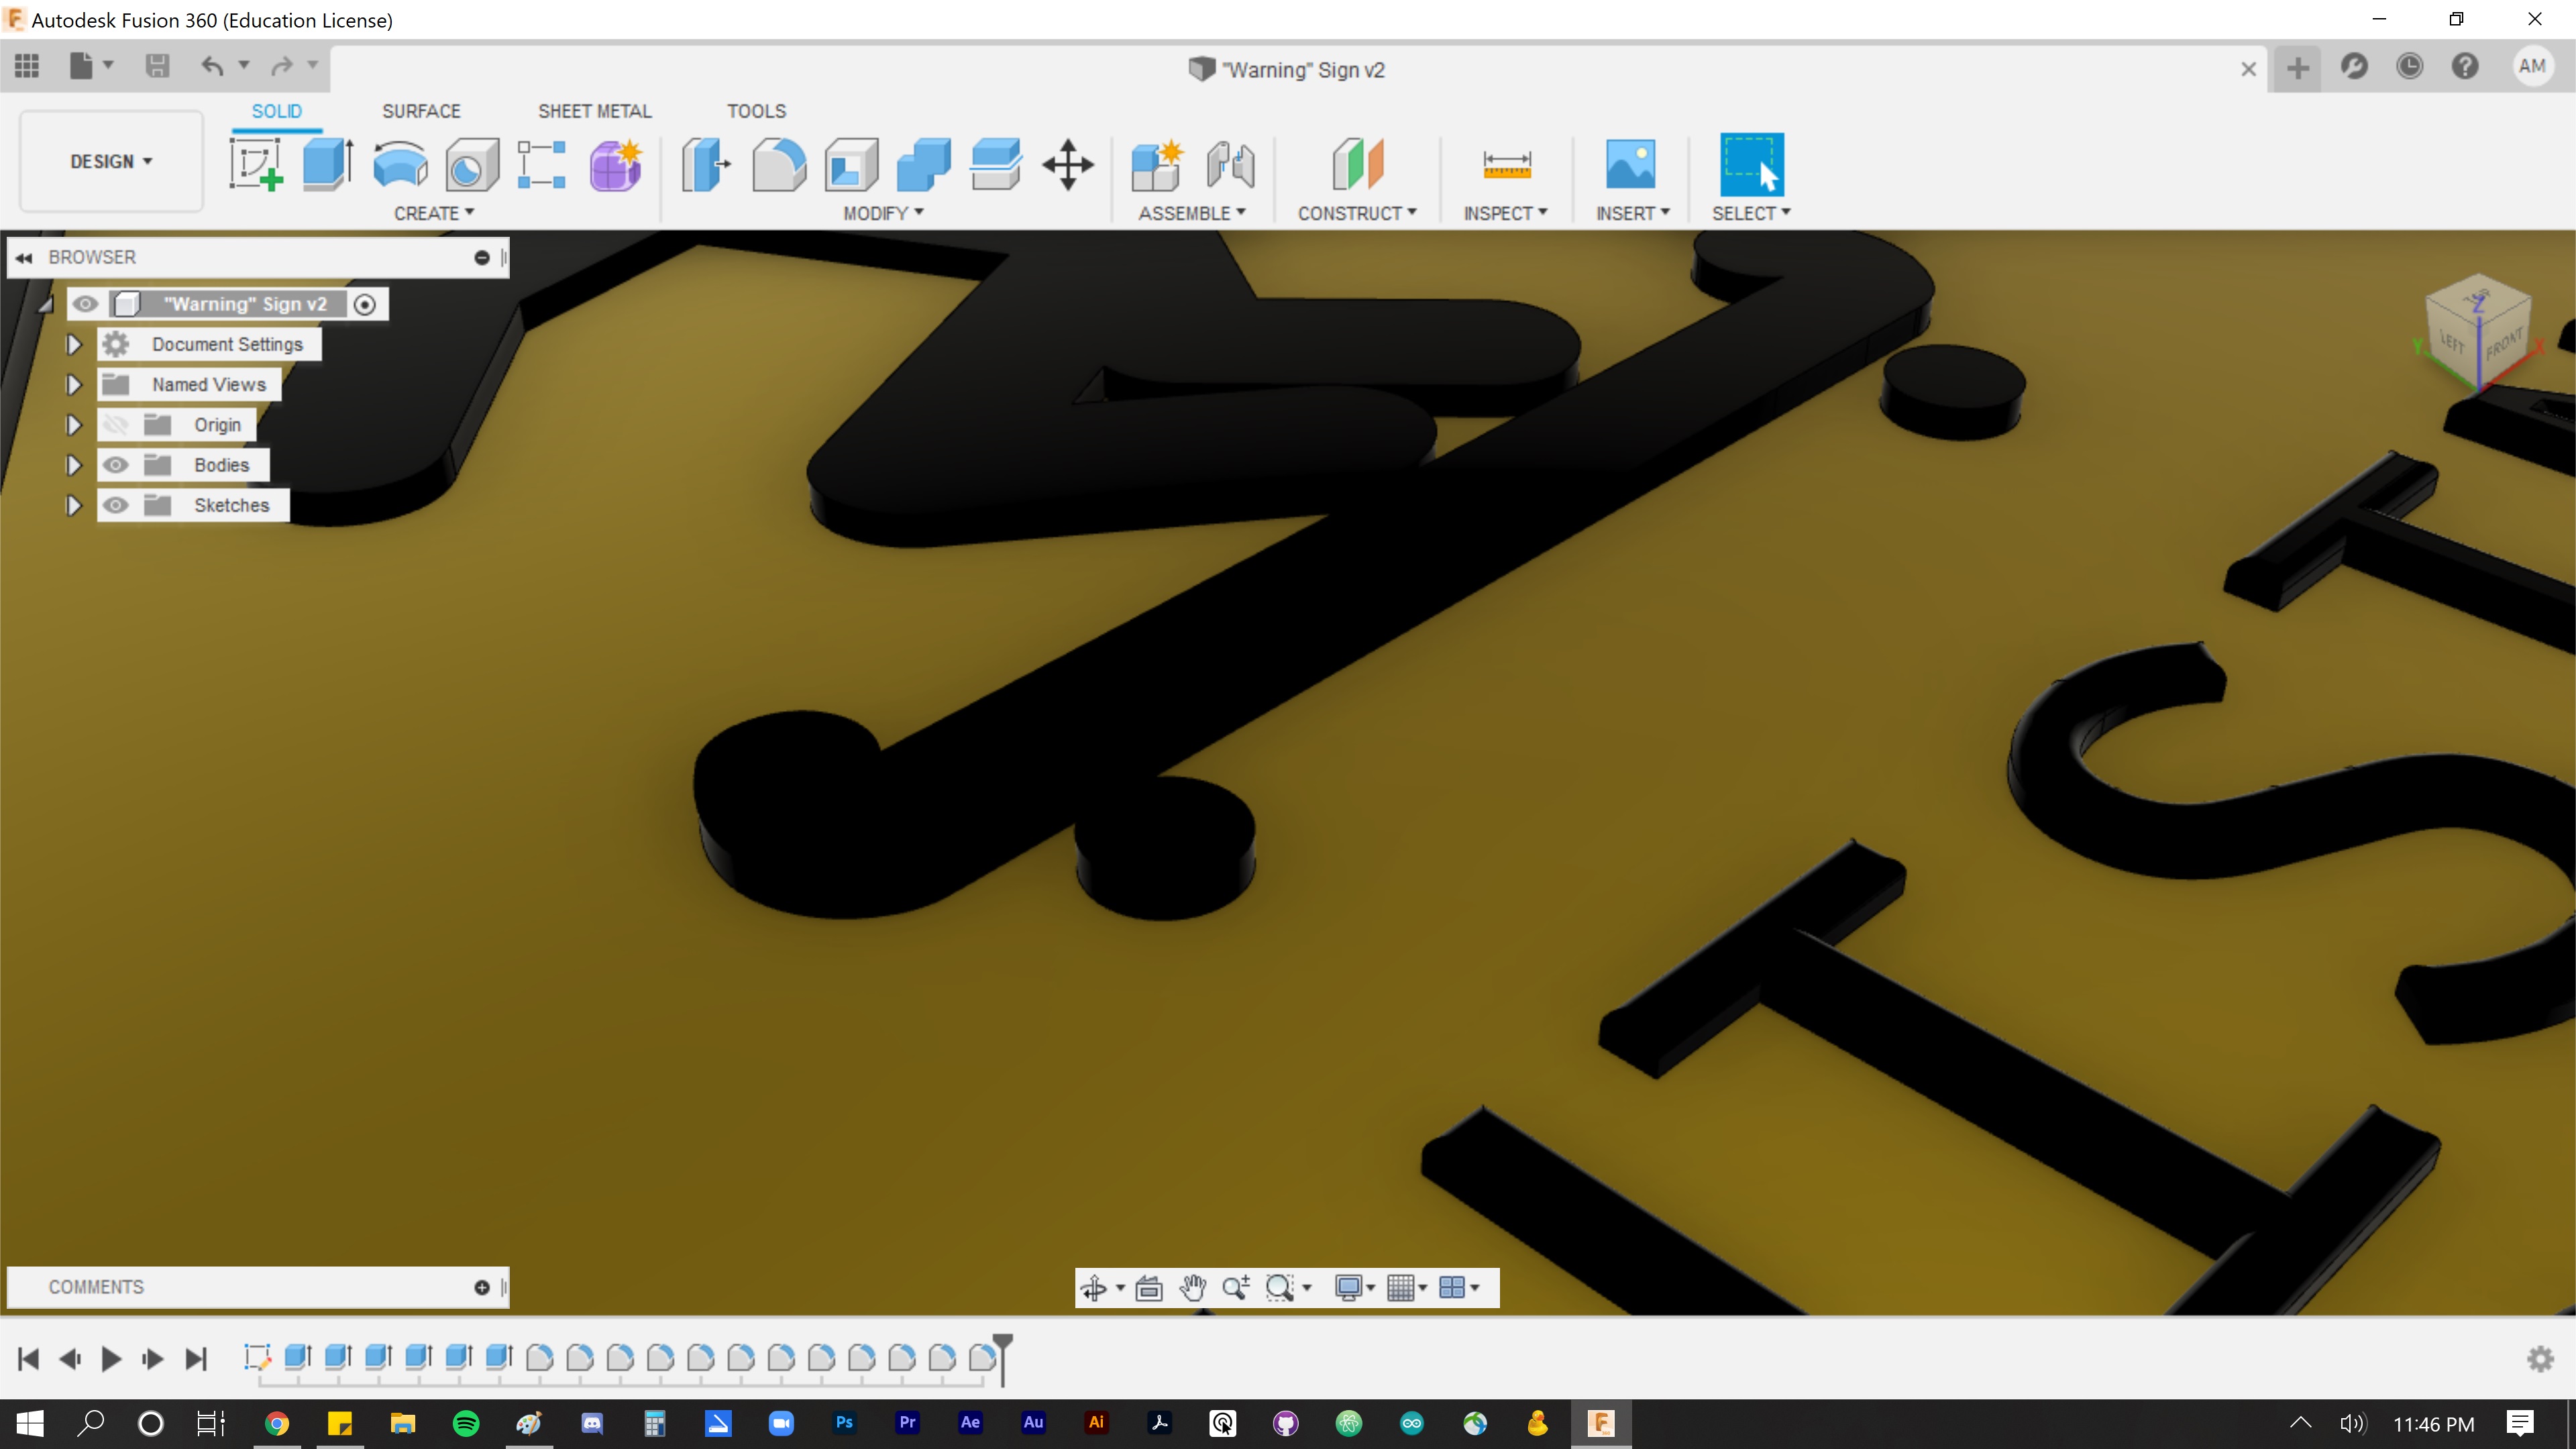 Autodesk Fusion 360 (Education License)
"Warning" Sign v2
AM
SOLID SURFACE SHEET METAL TOOLS
DESIGN
CREATE MODIFY ASSEMBLE CONSTRUCT INSPECT INSERT SELECT
BROWSER
"Warning" Sign v2
Document Settings
Named Views
Origin
Bodies
Sketches
TOP
Z
LEFT FRONT
Y X
T
S
I
COMMENTS
Ps Pr Ae Au Ai
11:46 PM